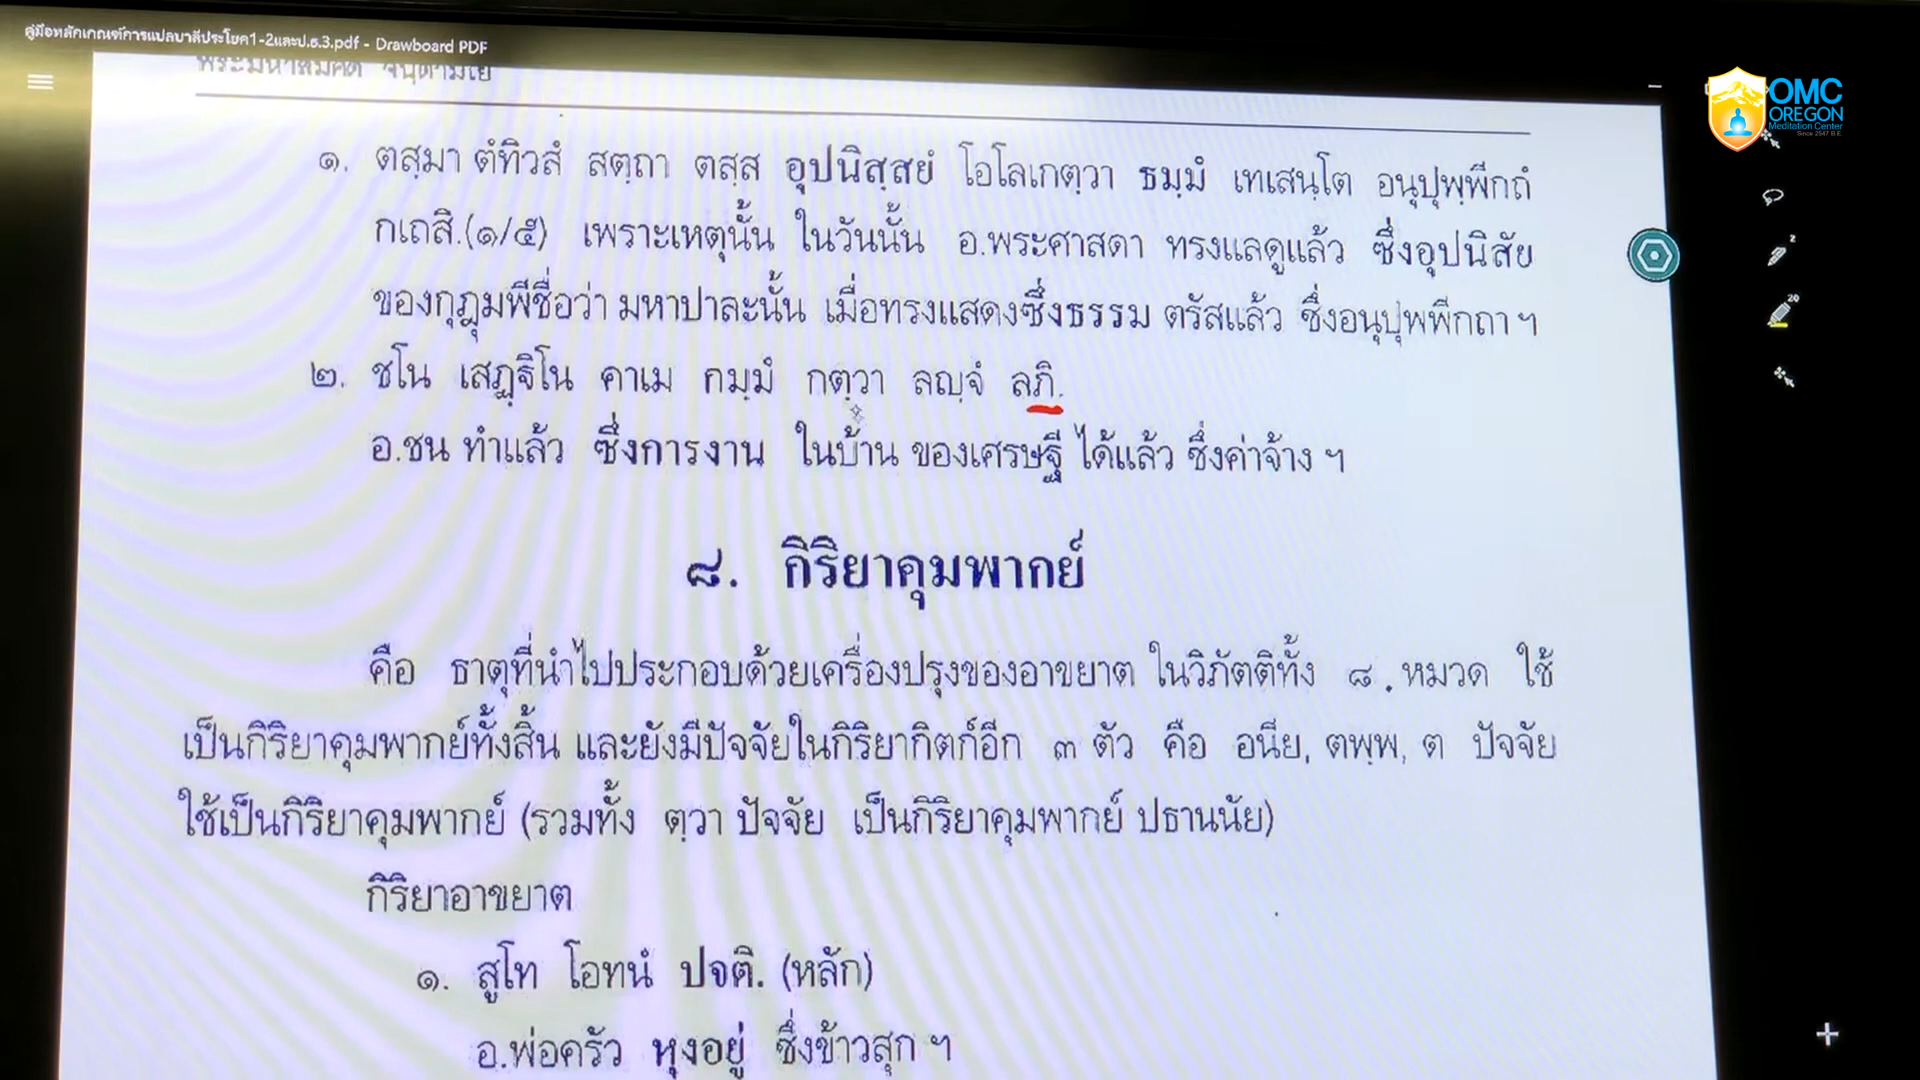 คู่มือหลักเกณฑ์การแปลบาลีประโยค1-2และป.ธ.3.pdf - Drawboard PDF
OMC
OREGON
Meditation Center
Since 2547 B.E.
๑. ตสฺมา ตํทิวสํ สตฺถา ตสฺส อุปนิสฺสยํ โอโลเกตฺวา ธมฺมํ เทเสนฺโต อนุปุพฺพีกถํ
กเถสิ.(๑/๕) เพราะเหตุนั้น ในวันนั้น อ.พระศาสดา ทรงแลดูแล้ว ซึ่งอุปนิสัย
ของกุฎุมพีชื่อว่า มหาปาละนั้น เมื่อทรงแสดงซึ่งธรรม ตรัสแล้ว ซึ่งอนุปุพพีกถา ฯ
๒. ชโน เสฏฺฐิโน คาเม กมฺมํ กตฺวา ลญฺจํ ลภิ.
อ.ชน ทำแล้ว ซึ่งการงาน ในบ้าน ของเศรษฐี ได้แล้ว ซึ่งค่าจ้าง ฯ
๘. กิริยาคุมพากย์
คือ ธาตุที่นำไปประกอบด้วยเครื่องปรุงของอาขยาต ในวิภัตติทั้ง ๘ หมวด ใช้
เป็นกิริยาคุมพากย์ทั้งสิ้น และยังมีปัจจัยในกิริยากิตก์อีก ๓ ตัว คือ อนีย, ตพฺพ, ต ปัจจัย
ใช้เป็นกิริยาคุมพากย์ (รวมทั้ง ตฺวา ปัจจัย เป็นกิริยาคุมพากย์ ปธานนัย)
กิริยาอาขยาต
๑. สูโท โอทนํ ปจติ. (หลัก)
อ.พ่อครัว หุงอยู่ ซึ่งข้าวสุก ฯ